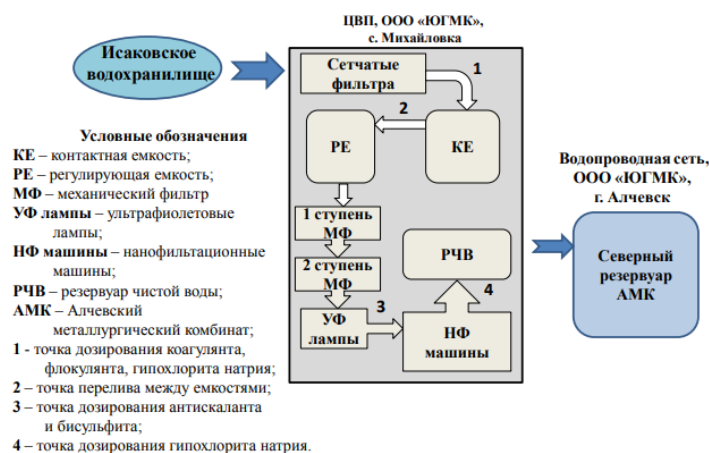 ЦВП, ООО «ЮГМК»,
с. Михайловка
Исаковское
водохранилище
Сетчатые
фильтра
1
2
РЕ
КЕ
1 ступень
МФ
2 ступень
МФ
УФ
лампы
3
НФ
машины
4
РЧВ
Водопроводная сеть,
ООО «ЮГМК»,
г. Алчевск
Северный
резервуар
АМК
Условные обозначения
КЕ – контактная емкость;
РЕ – регулирующая емкость;
МФ – механический фильтр
УФ лампы – ультрафиолетовые
лампы;
НФ машины – нанофильтационные
машины;
РЧВ – резервуар чистой воды;
АМК – Алчевский
металлургический комбинат;
1 - точка дозирования коагулянта,
флокулянта, гипохлорита натрия;
2 – точка перелива между емкостями;
3 – точка дозирования антискаланта
и бисульфита;
4 – точка дозирования гипохлорита натрия.